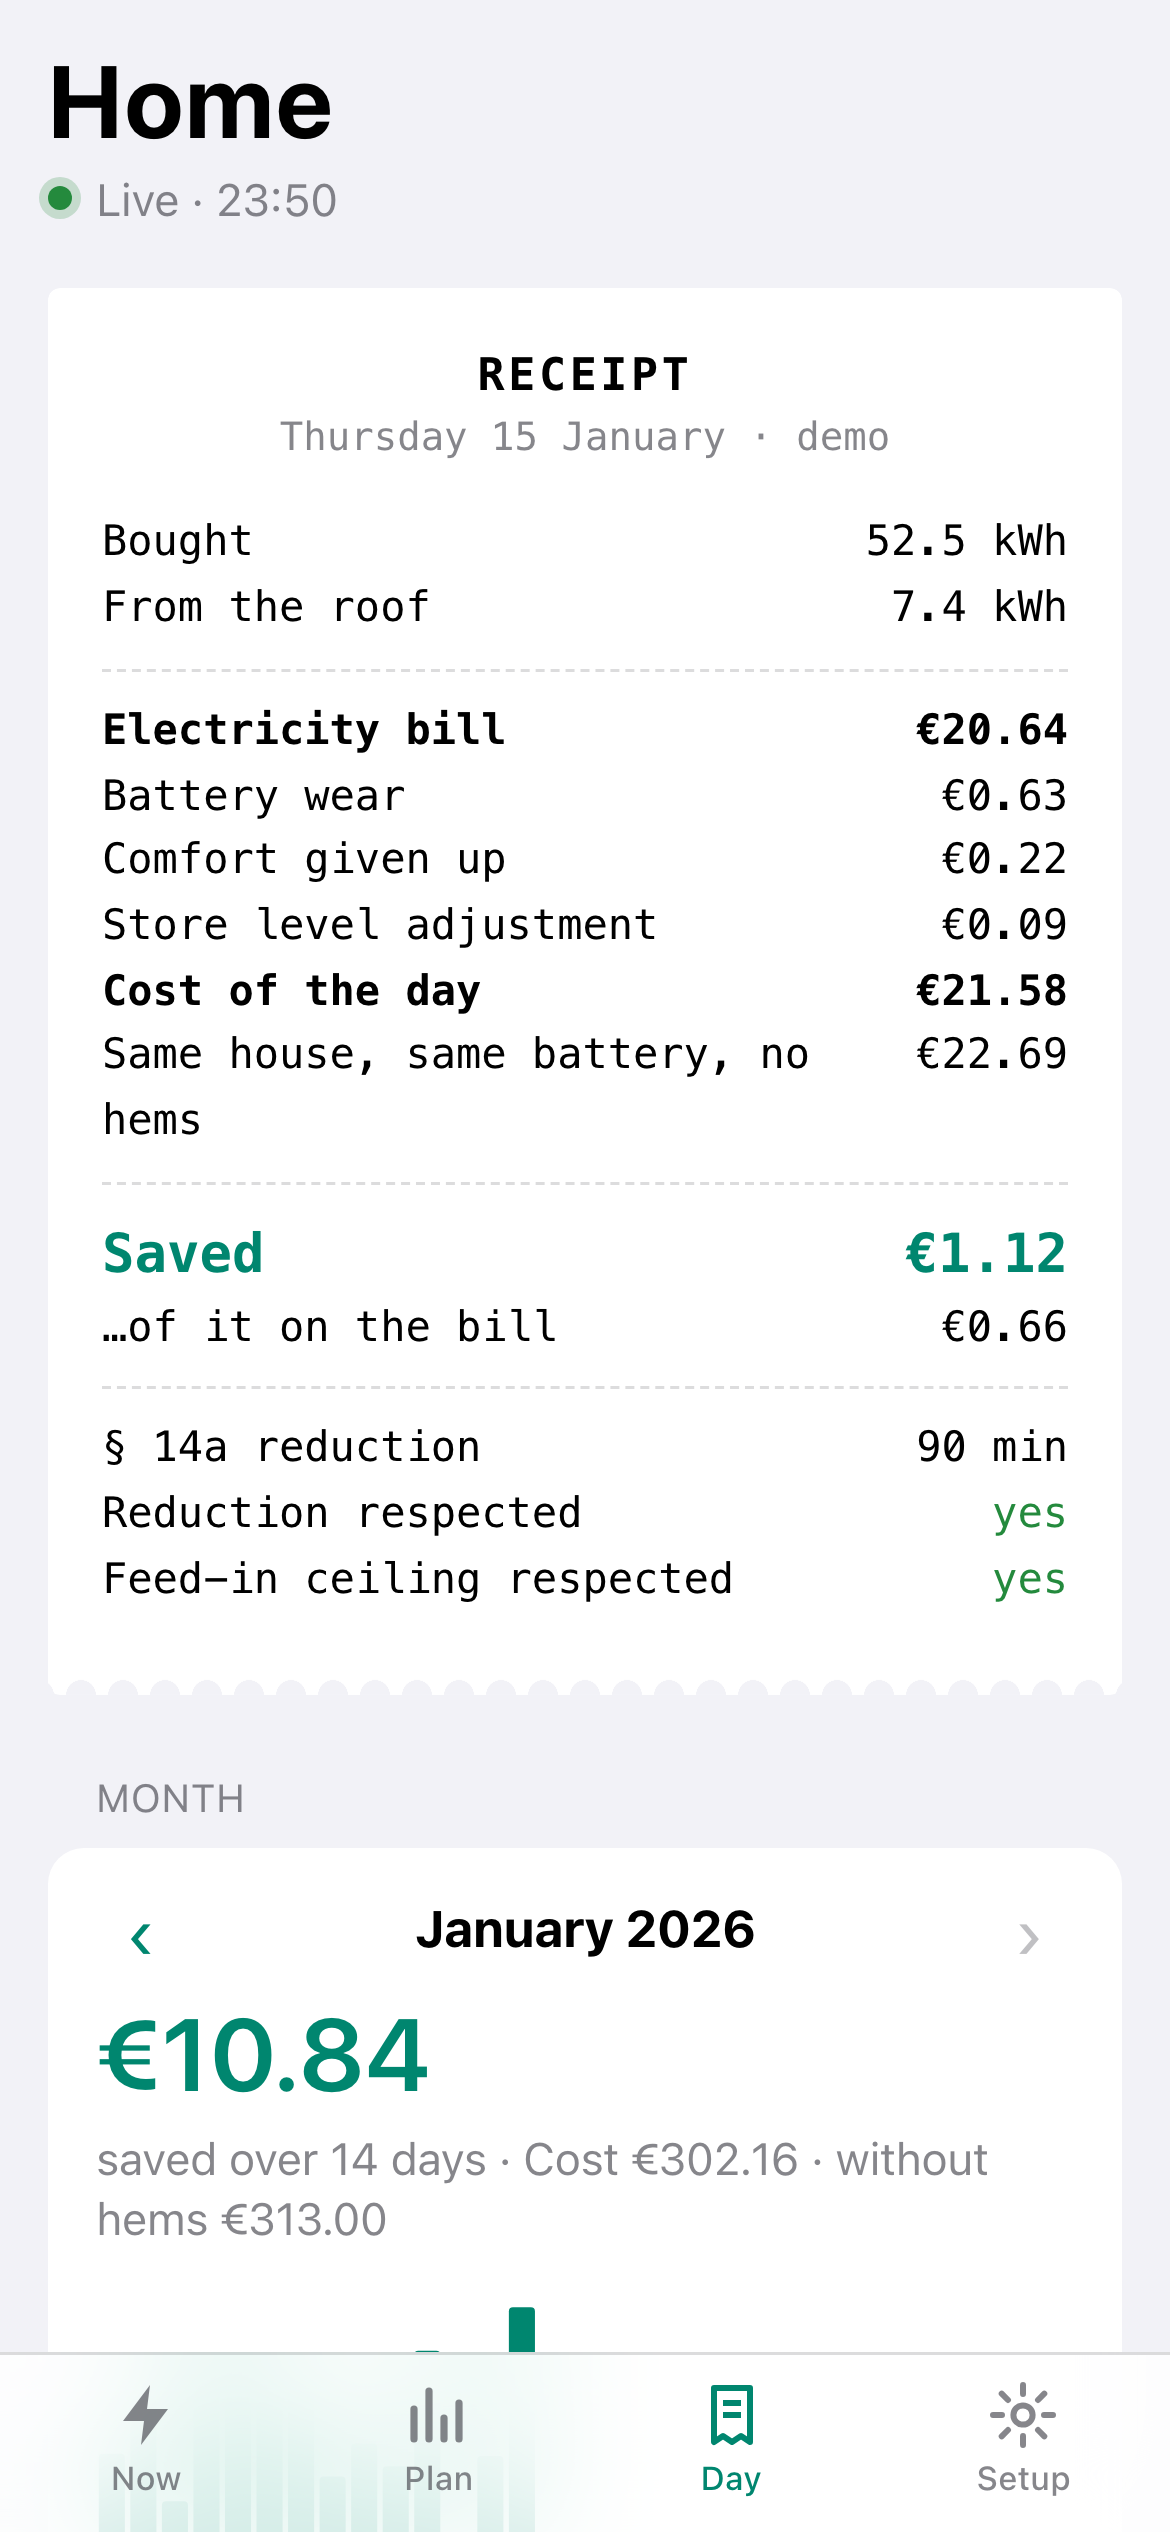 Home
Live · 23:50
RECEIPT
Thursday 15 January · demo
Bought 52.5 kWh
From the roof 7.4 kWh
Electricity bill €20.64
Battery wear €0.63
Comfort given up €0.22
Store level adjustment €0.09
Cost of the day €21.58
Same house, same battery, no €22.69
hems
Saved €1.12
…of it on the bill €0.66
§ 14a reduction 90 min
Reduction respected yes
Feed-in ceiling respected yes
MONTH
‹ January 2026 ›
€10.84
saved over 14 days · Cost €302.16 · without
hems €313.00
Now Plan Day Setup